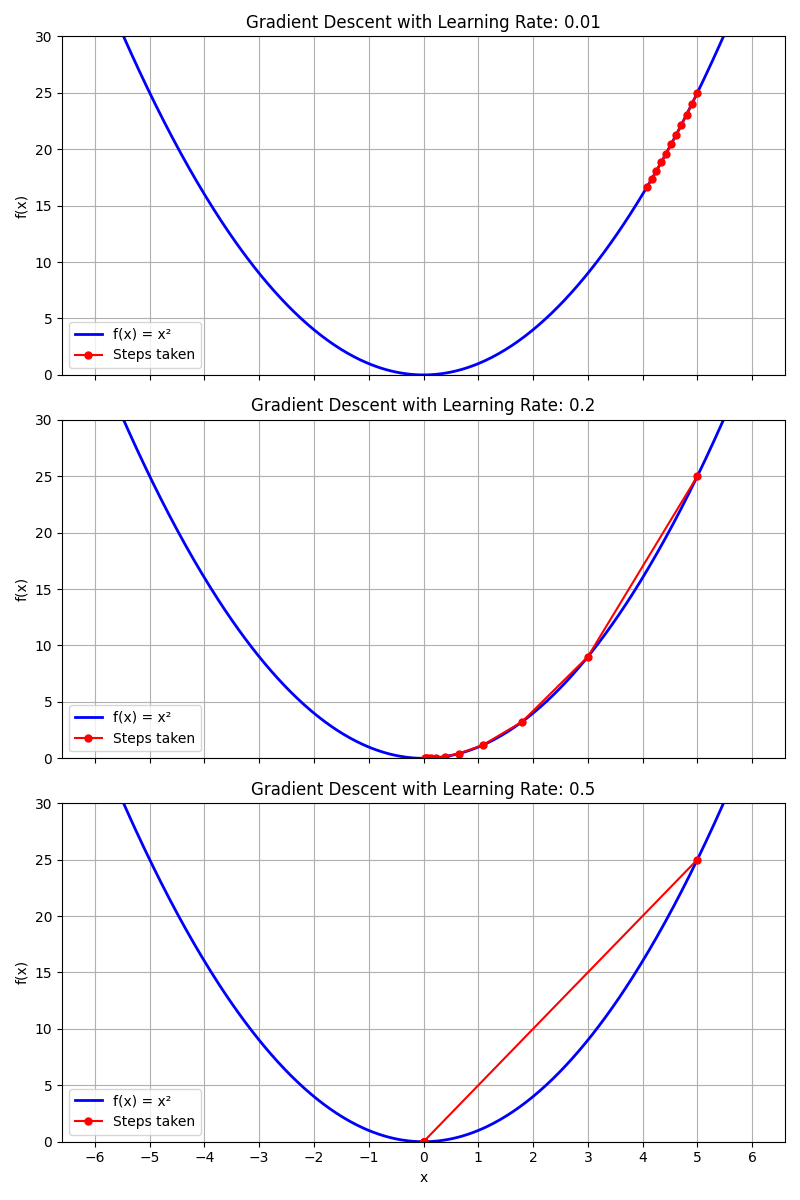 Gradient Descent with Learning Rate: 0.01
30
25
20
15
10
5
0
f(x)
f(x) = x²
Steps taken
Gradient Descent with Learning Rate: 0.2
30
25
20
15
10
5
0
f(x)
f(x) = x²
Steps taken
Gradient Descent with Learning Rate: 0.5
30
25
20
15
10
5
0
f(x)
f(x) = x²
Steps taken
−6 −5 −4 −3 −2 −1 0 1 2 3 4 5 6
x